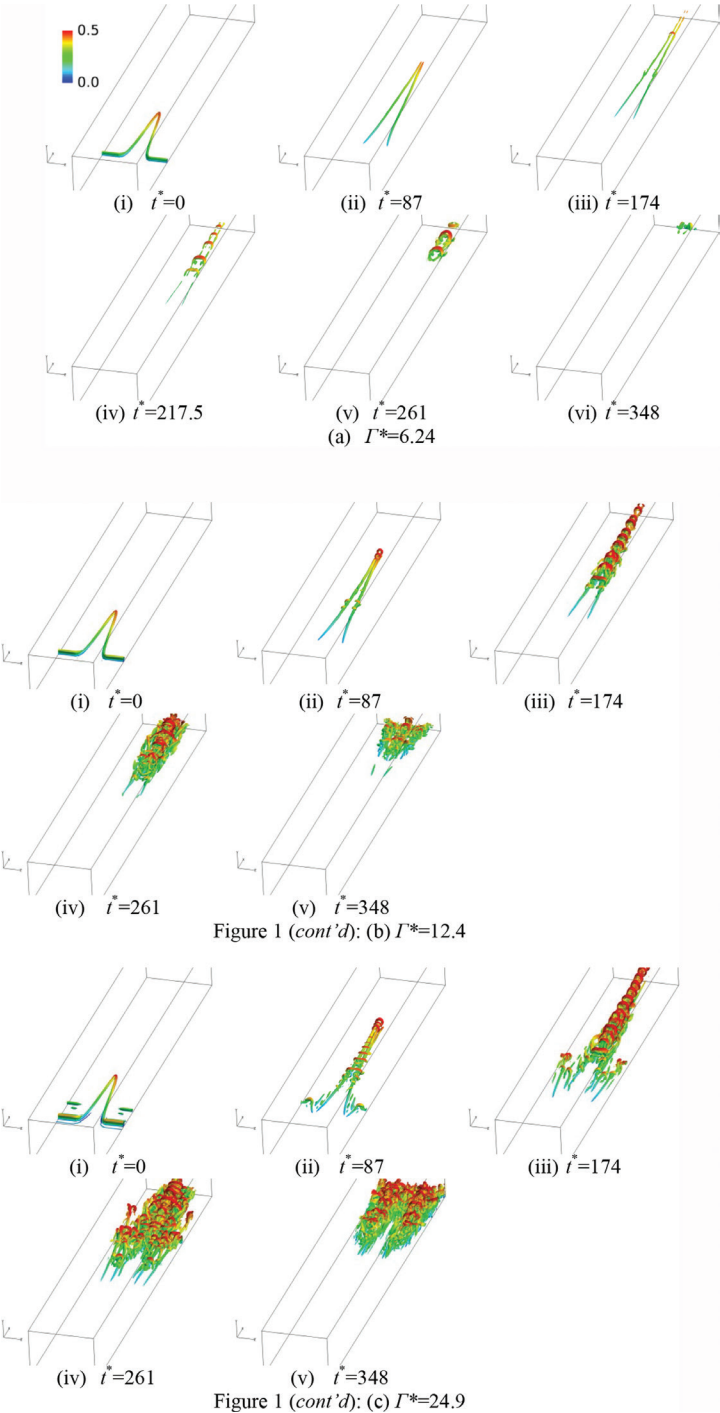 0.5
0.0
(i) t*=0
(ii) t*=87
(iii) t*=174
(iv) t*=217.5
(v) t*=261
(vi) t*=348
(a) Γ*=6.24
(i) t*=0
(ii) t*=87
(iii) t*=174
(iv) t*=261
(v) t*=348
Figure 1 (cont’d): (b) Γ*=12.4
(i) t*=0
(ii) t*=87
(iii) t*=174
(iv) t*=261
(v) t*=348
Figure 1 (cont’d): (c) Γ*=24.9